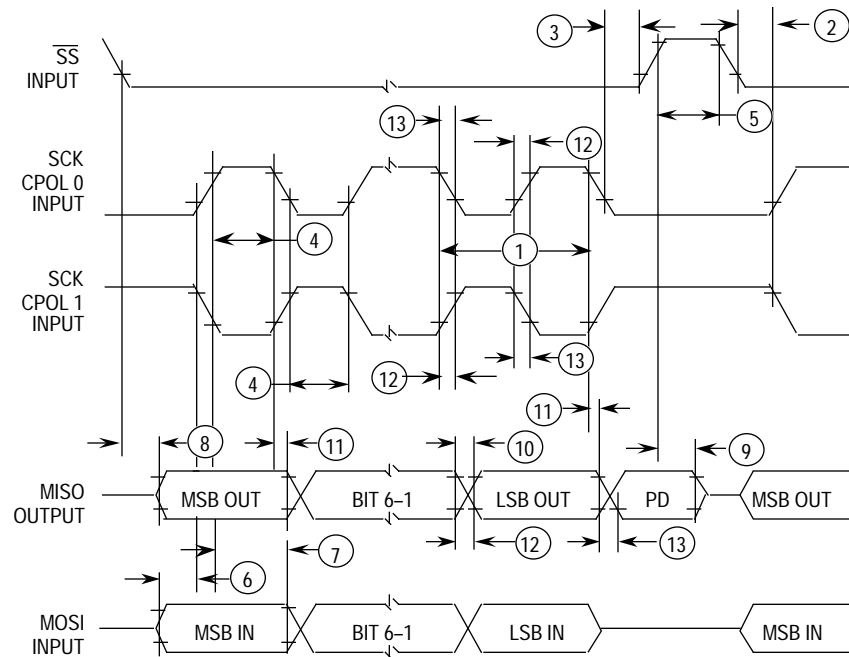 3
2
SS
INPUT
5
13
12
SCK
CPOL 0
INPUT
4
1
SCK
CPOL 1
INPUT
4
12
13
11
8
11
10
9
MISO
OUTPUT
MSB OUT
BIT 6–1
LSB OUT
PD
MSB OUT
7
12
13
6
MOSI
INPUT
MSB IN
BIT 6–1
LSB IN
MSB IN